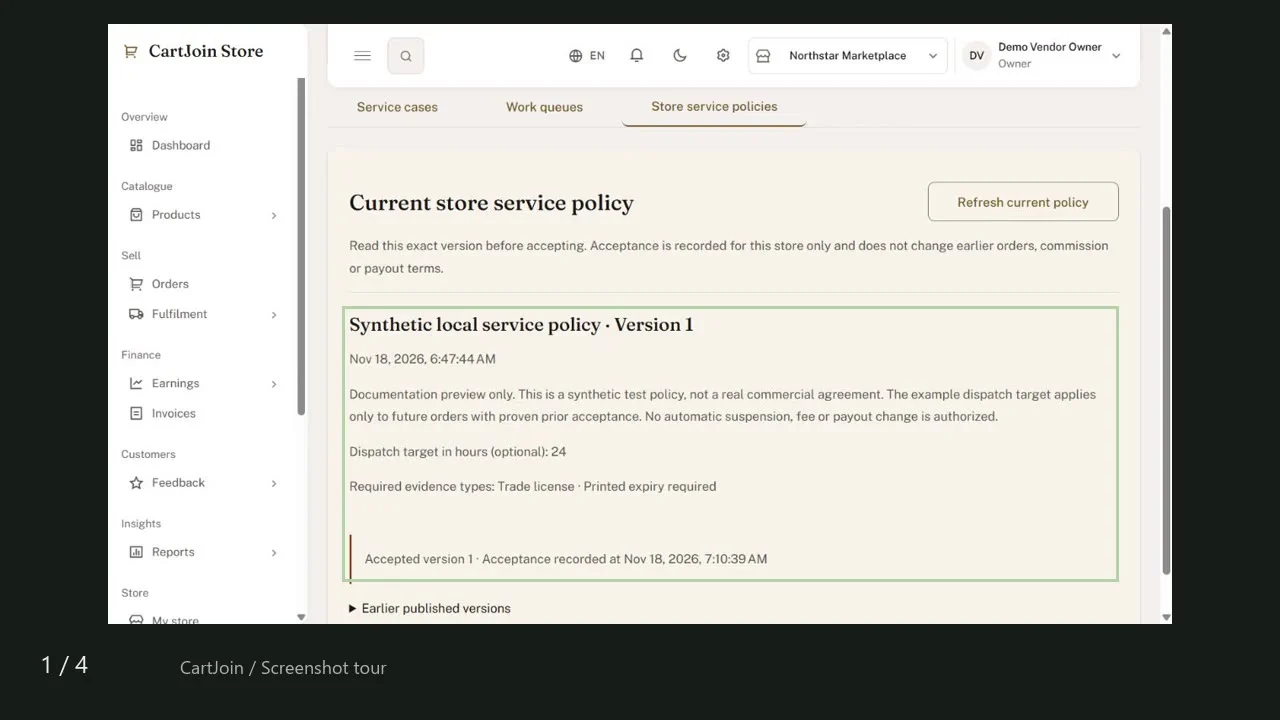 CartJoin Store
EN
Northstar Marketplace
DV
Demo Vendor Owner
Owner
Overview
Dashboard
Catalogue
Products
Sell
Orders
Fulfilment
Finance
Earnings
Invoices
Customers
Feedback
Insights
Reports
Store
My store
Service cases
Work queues
Store service policies
Current store service policy
Refresh current policy
Read this exact version before accepting. Acceptance is recorded for this store only and does not change earlier orders, commission
or payout terms.
Synthetic local service policy · Version 1
Nov 18, 2026, 6:47:44 AM
Documentation preview only. This is a synthetic test policy, not a real commercial agreement. The example dispatch target applies
only to future orders with proven prior acceptance. No automatic suspension, fee or payout change is authorized.
Dispatch target in hours (optional): 24
Required evidence types: Trade license · Printed expiry required
Accepted version 1 · Acceptance recorded at Nov 18, 2026, 7:10:39 AM
Earlier published versions
1 / 4
CartJoin / Screenshot tour